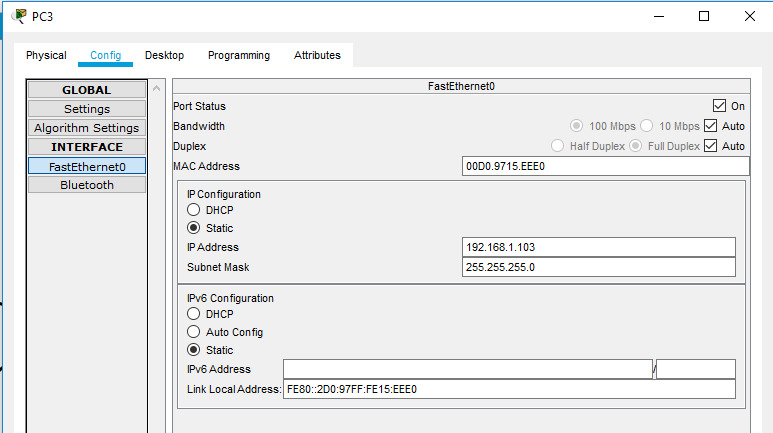 PC3
Physical Config Desktop Programming Attributes
GLOBAL
Settings
Algorithm Settings
INTERFACE
FastEthernet0
Bluetooth
FastEthernet0
Port Status On
Bandwidth 100 Mbps 10 Mbps Auto
Duplex Half Duplex Full Duplex Auto
MAC Address 00D0.9715.EEE0
IP Configuration
DHCP
Static
IP Address 192.168.1.103
Subnet Mask 255.255.255.0
IPv6 Configuration
DHCP
Auto Config
Static
IPv6 Address /
Link Local Address: FE80::2D0:97FF:FE15:EEE0